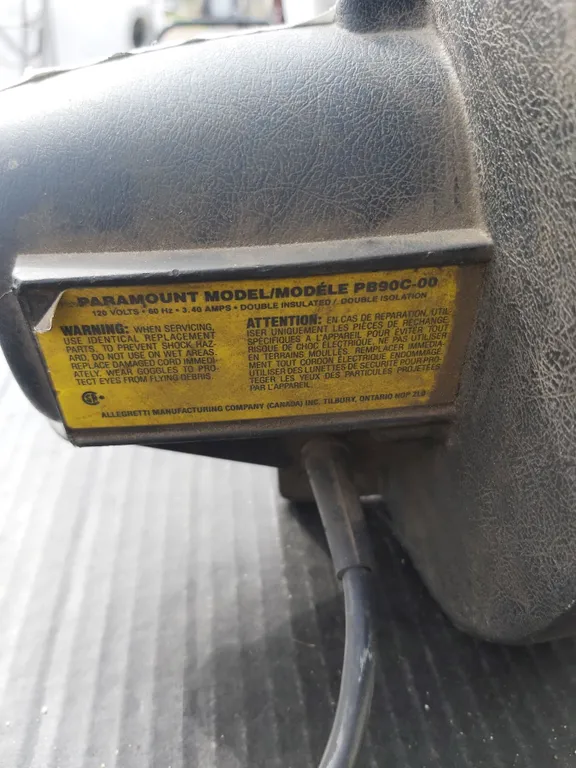 PARAMOUNT MODEL/MODÉLE PB90C-00
120 VOLTS • 60 Hz • 3.40 AMPS • DOUBLE INSULATED / DOUBLE ISOLATION
WARNING: WHEN SERVICING,
USE IDENTICAL REPLACEMENT
PARTS. TO PREVENT SHOCK HAZ-
ARD, DO NOT USE ON WET AREAS
REPLACE DAMAGED CORD IMMEDI-
ATELY. WEAR GOGGLES TO PRO-
TECT EYES FROM FLYING DEBRIS.
ATTENTION: EN CAS DE REPARATION, UTIL-
ISER UNIQUEMENT LES PIÈCES DE RECHANGE
SPÉCIFIQUES A L'APPAREIL. POUR ÉVITER TOUT
RISQUE DE CHOC ÉLECTRIQUE, NE PAS UTILISER
EN TERRAINS MOUILLÉS. REMPLACER IMMÉDIA-
MENT TOUT CORDON ÉLECTRIQUE ENDOMMAGÉ
UTILISER DES LUNETTES DE SÉCURITÉ POUR PRO-
TÉGER LES YEUX DES PARTICULES PROJETÉES
PAR L'APPAREIL.
ALLEGHETTI MANUFACTURING COMPANY (CANADA) INC. TILBURY, ONTARIO